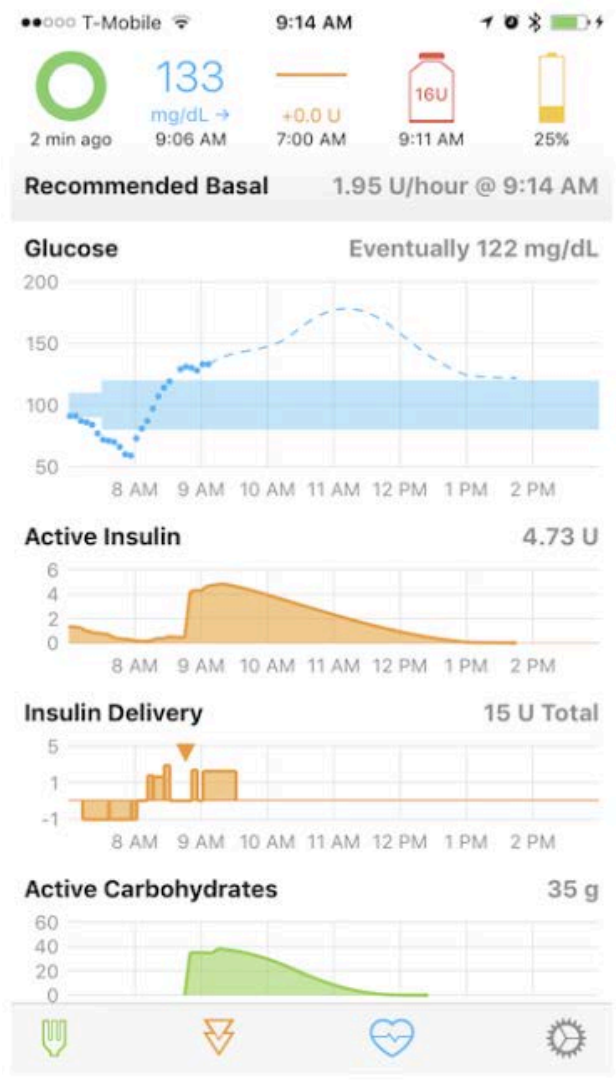 T-Mobile 9:14 AM
133 16U
mg/dL → +0.0 U
2 min ago 9:06 AM 7:00 AM 9:11 AM 25%
Recommended Basal 1.95 U/hour @ 9:14 AM
Glucose Eventually 122 mg/dL
200
150
100
50
8 AM 9 AM 10 AM 11 AM 12 PM 1 PM 2 PM
Active Insulin 4.73 U
6
4
2
0
8 AM 9 AM 10 AM 11 AM 12 PM 1 PM 2 PM
Insulin Delivery 15 U Total
5
1
-1
8 AM 9 AM 10 AM 11 AM 12 PM 1 PM 2 PM
Active Carbohydrates 35 g
60
40
20
0